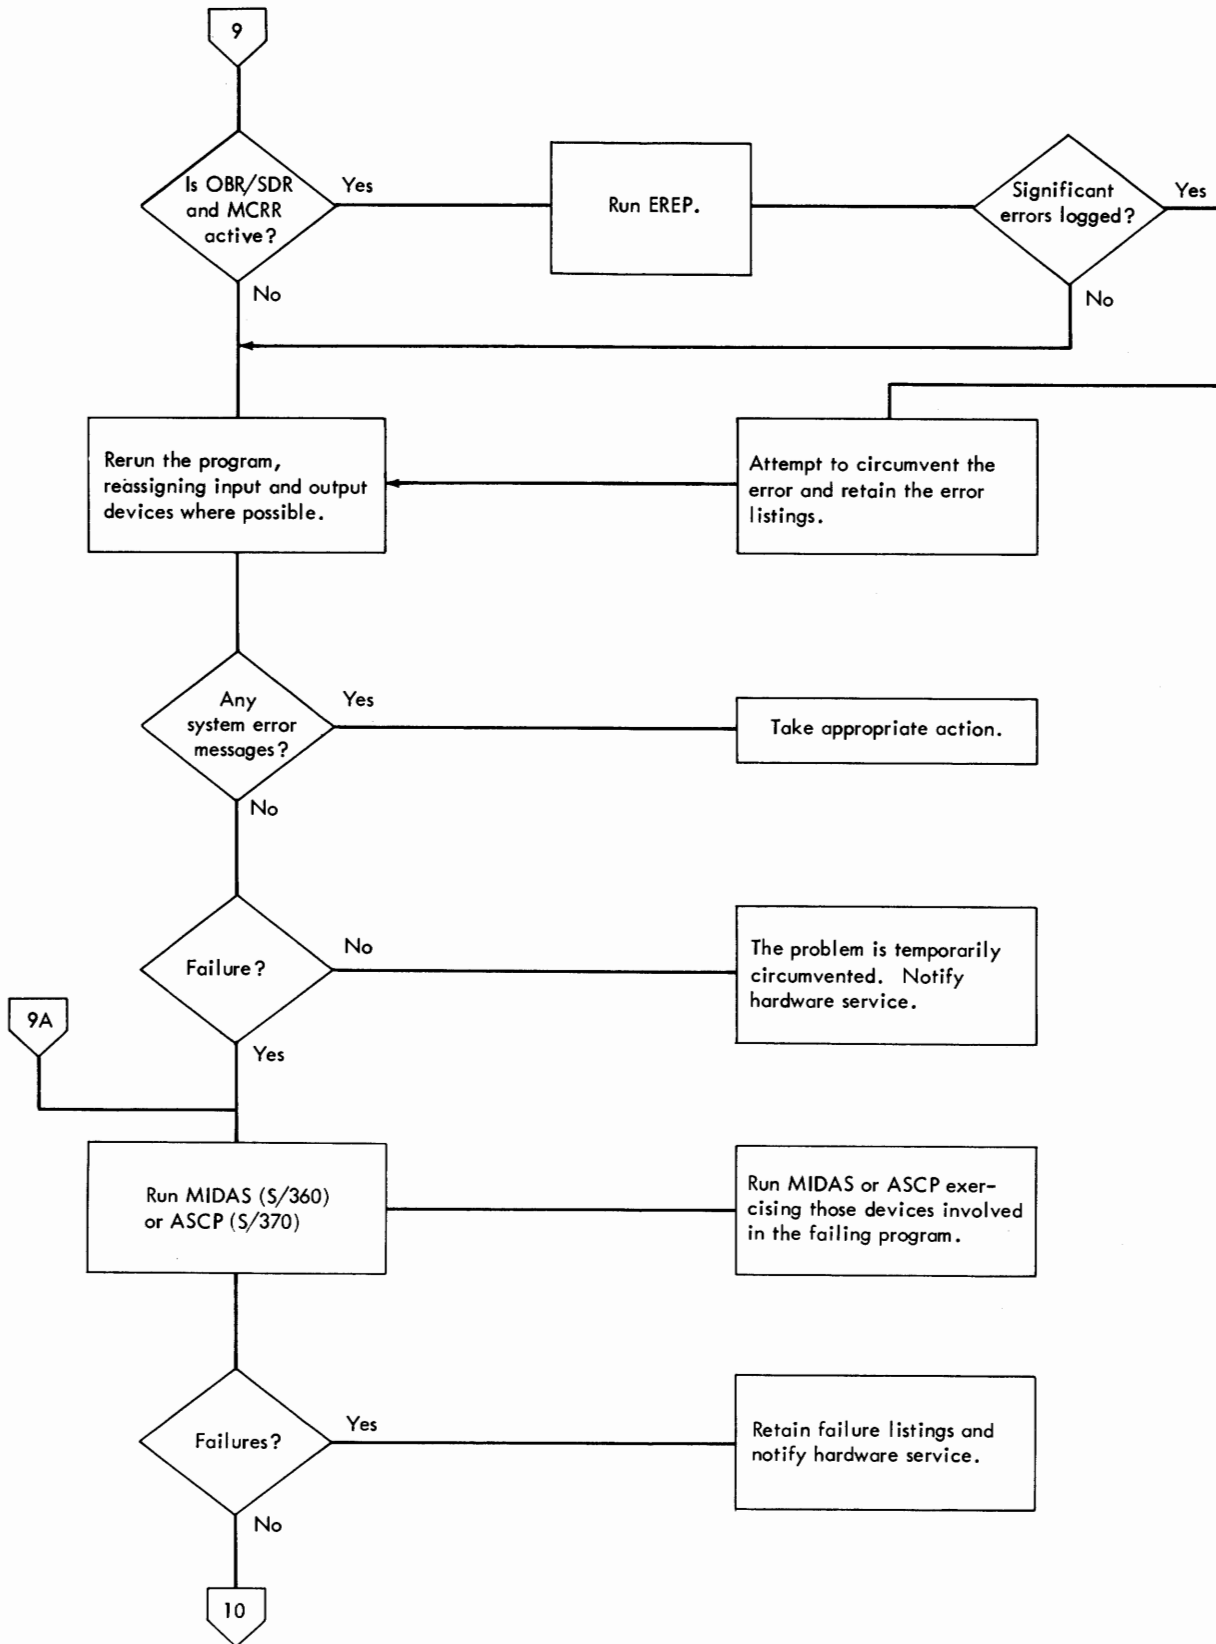 9
Is OBR/SDR
and MCRR
active?
Yes
No
Run EREP.
Significant
errors logged?
Yes
No
Rerun the program,
reassigning input and output
devices where possible.
Attempt to circumvent the
error and retain the error
listings.
Any
system error
messages?
Yes
No
Take appropriate action.
Failure?
No
Yes
The problem is temporarily
circumvented. Notify
hardware service.
9A
Run MIDAS (S/360)
or ASCP (S/370)
Run MIDAS or ASCP exer-
cising those devices involved
in the failing program.
Failures?
Yes
No
Retain failure listings and
notify hardware service.
10